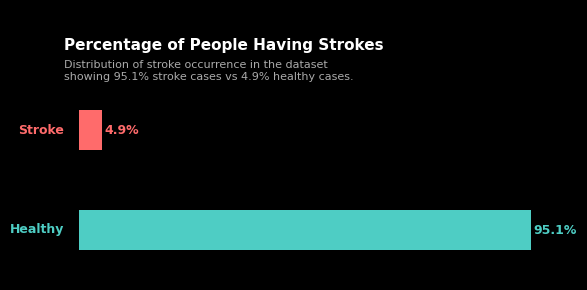 Percentage of People Having Strokes
Distribution of stroke occurrence in the dataset
showing 95.1% stroke cases vs 4.9% healthy cases.
Stroke 4.9%
Healthy 95.1%